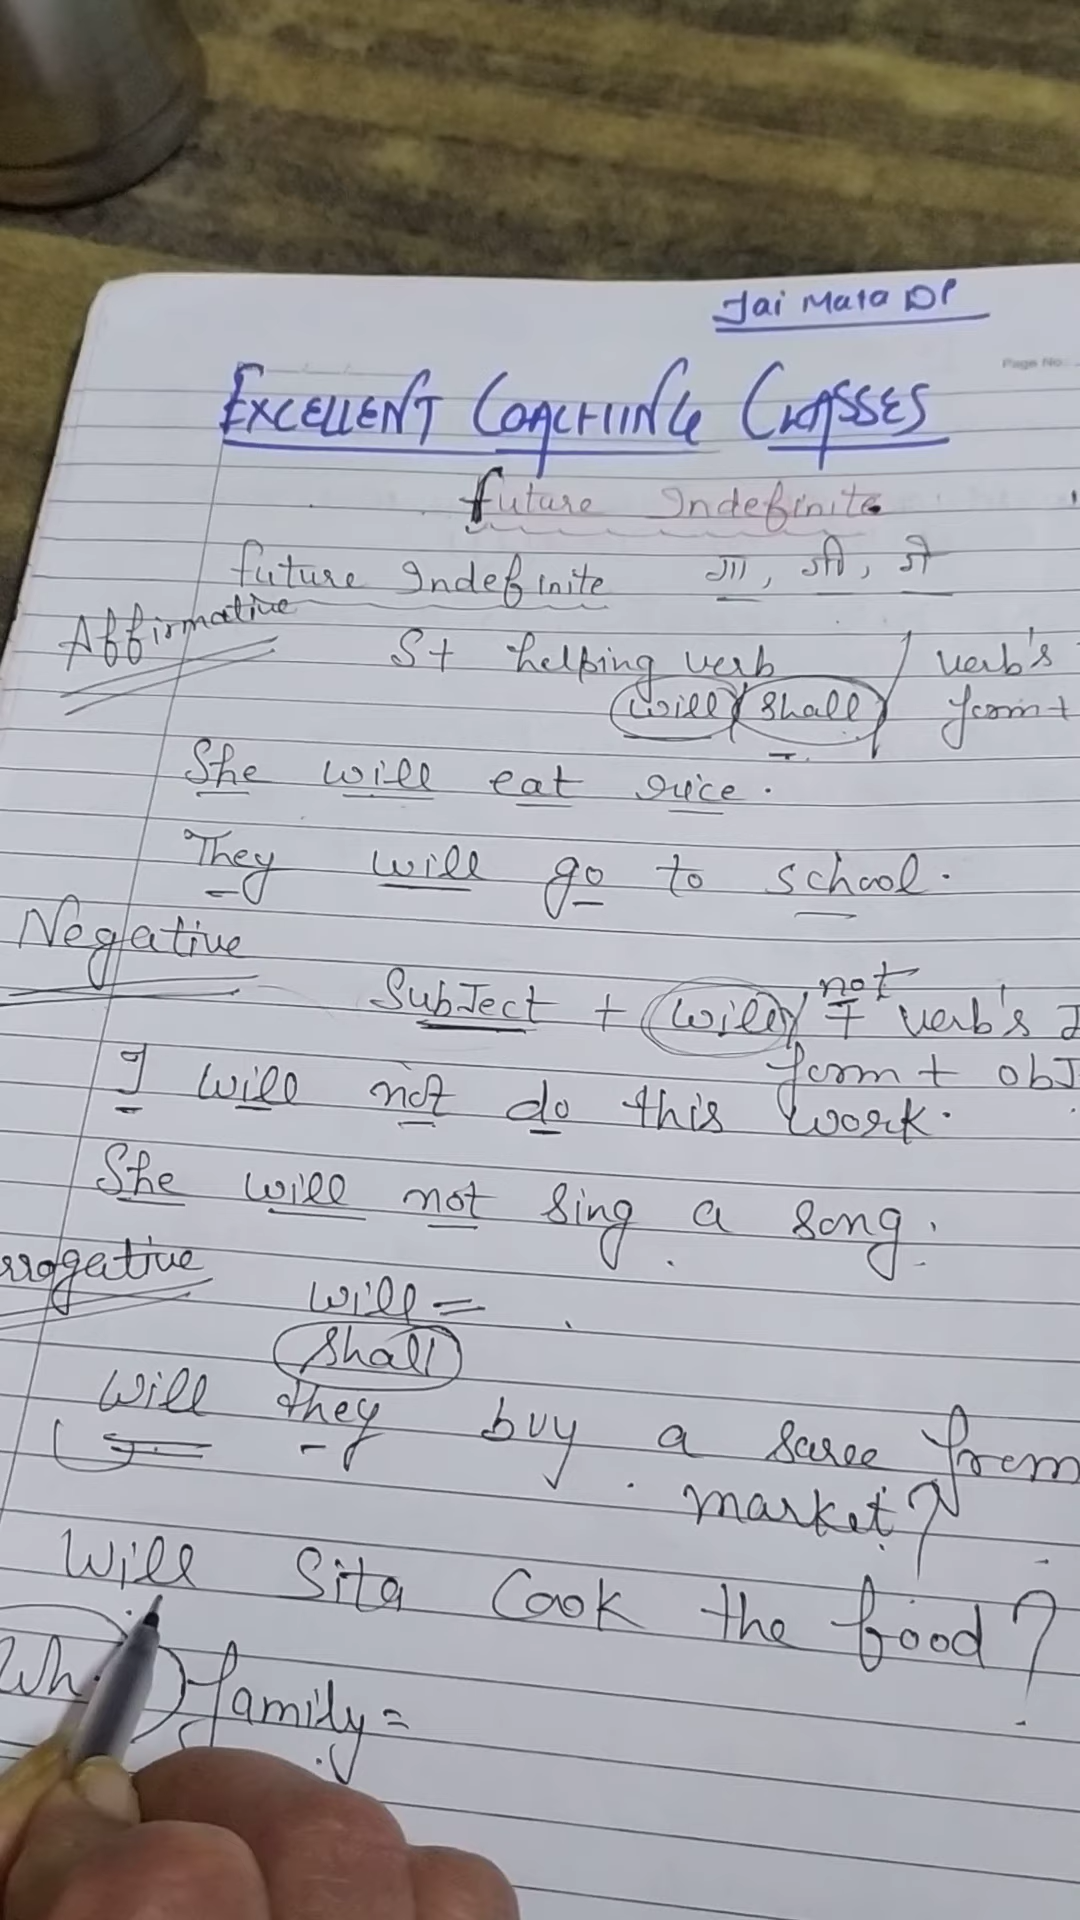 Jai Mata DI
Page No.
EXCELLENT COACHING CLASSES
Future Indefinite
Future Indefinite गा, गी, गे
Affirmative
S+ helping verb / verb's
will/shall / form+
She will eat rice.
They will go to school.
Negative
not
Subject + will/ + verb's I
form + obJ
I will not do this work.
She will not sing a song.
rrogative
will=
shall
Will they buy a saree from
market?
Will Sita Cook the food?
Wh family=